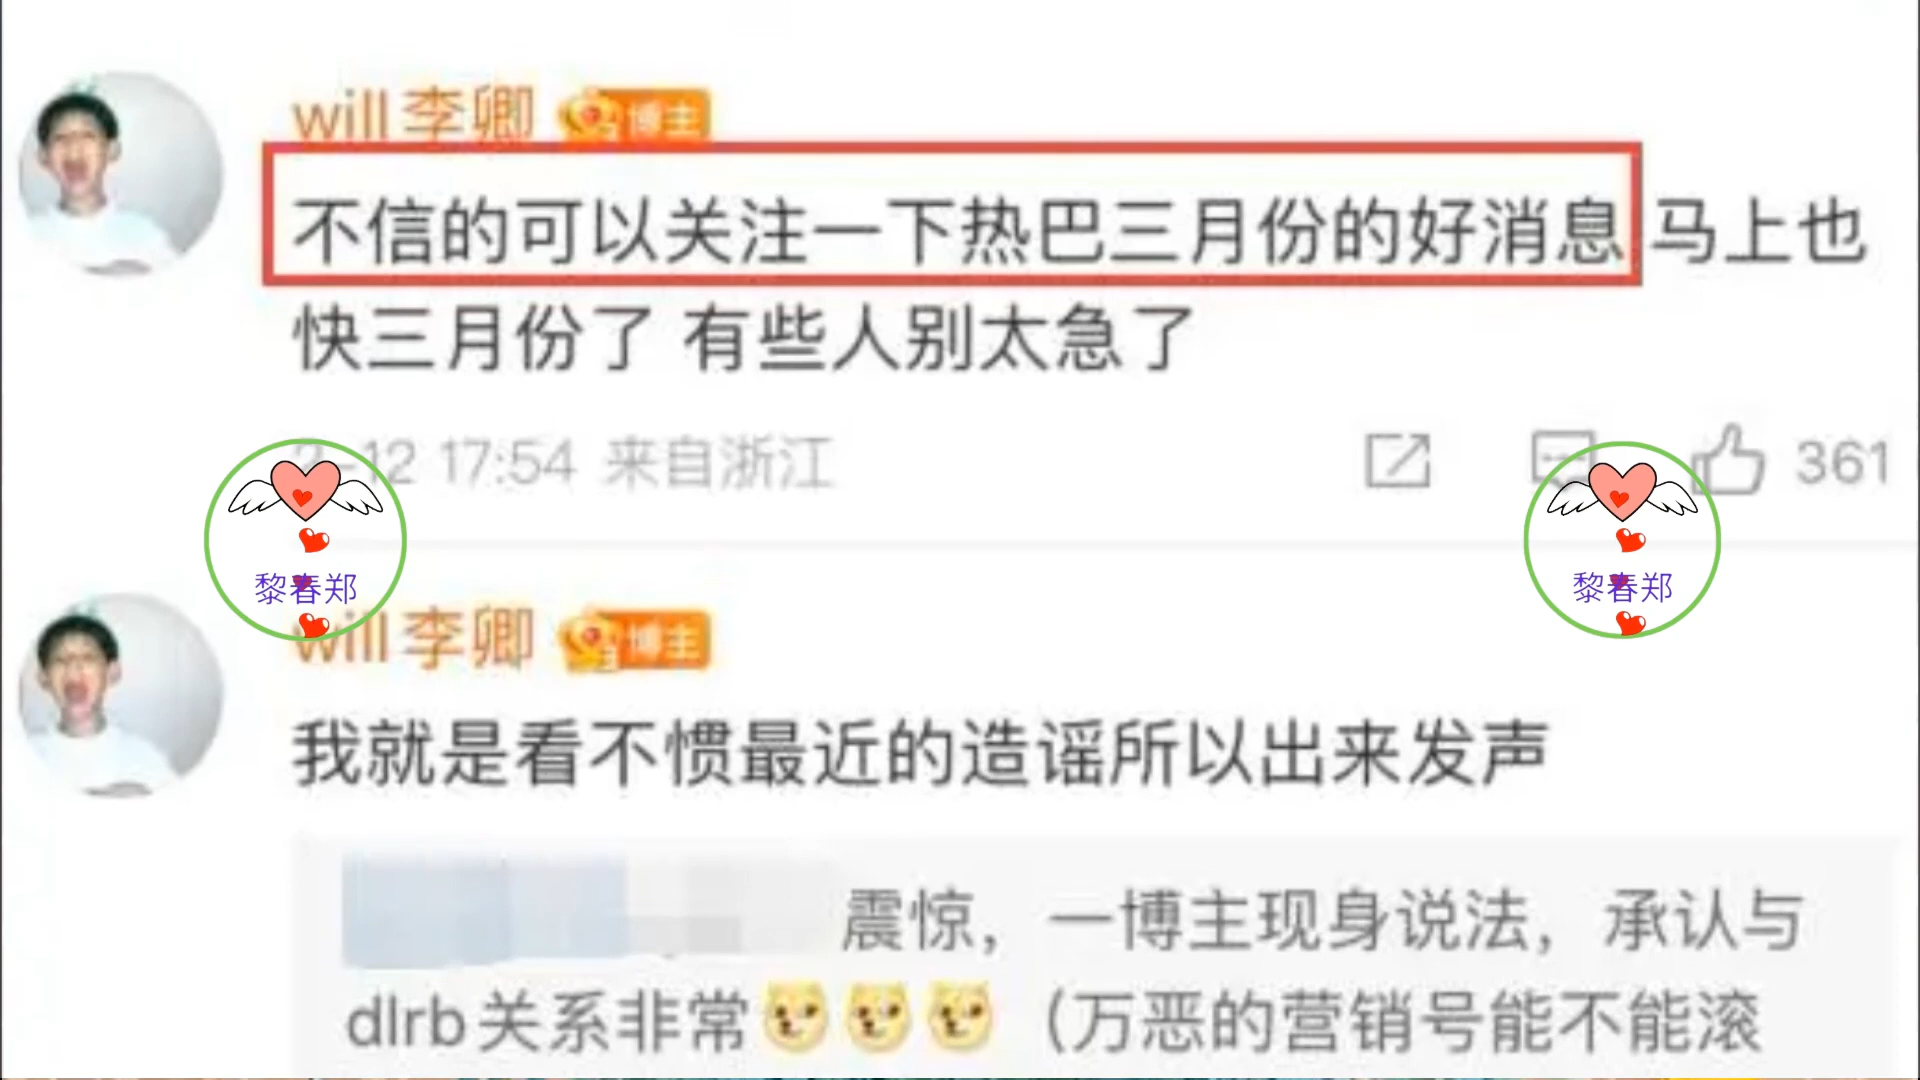 will李卿 博主
不信的可以关注一下热巴三月份的好消息 马上也
快三月份了 有些人别太急了
2-12 17:54 来自浙江 361
黎春郑 黎春郑
will李卿 博主
我就是看不惯最近的造谣所以出来发声
震惊，一博主现身说法，承认与
dlrb关系非常 (万恶的营销号能不能滚